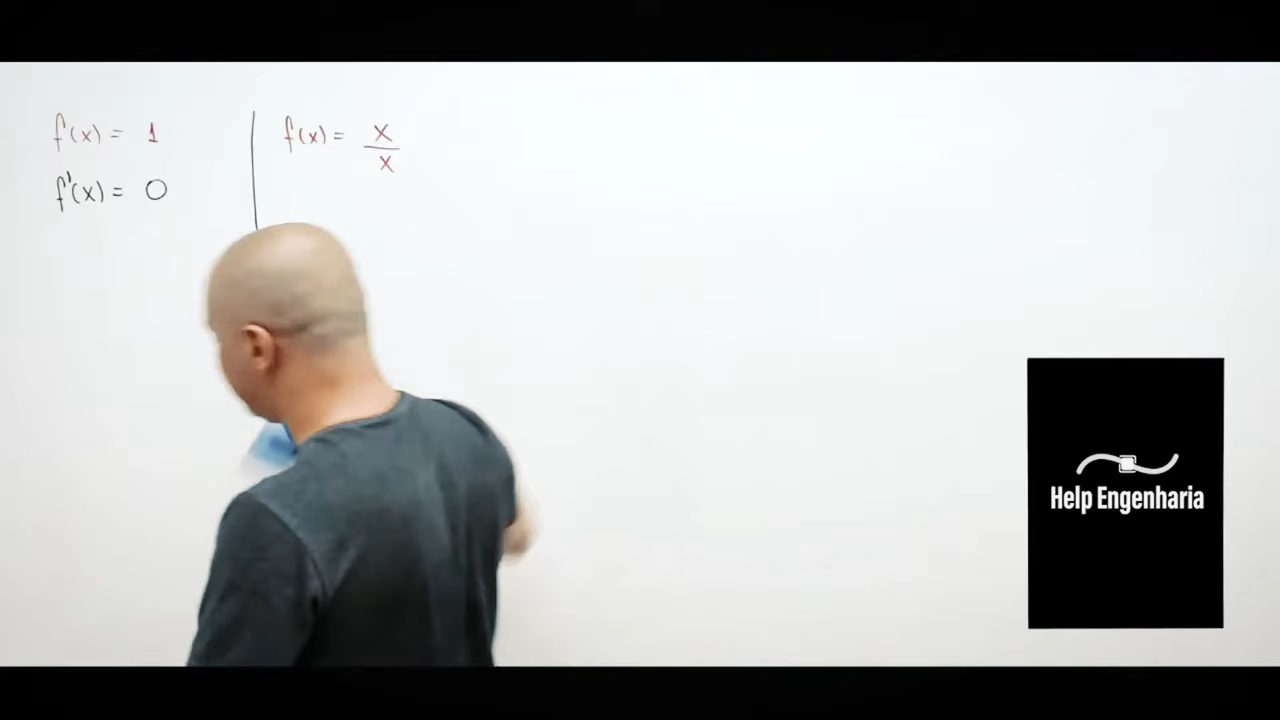 f(x) = 1
f'(x) = 0
f(x) = x/x
Help Engenharia